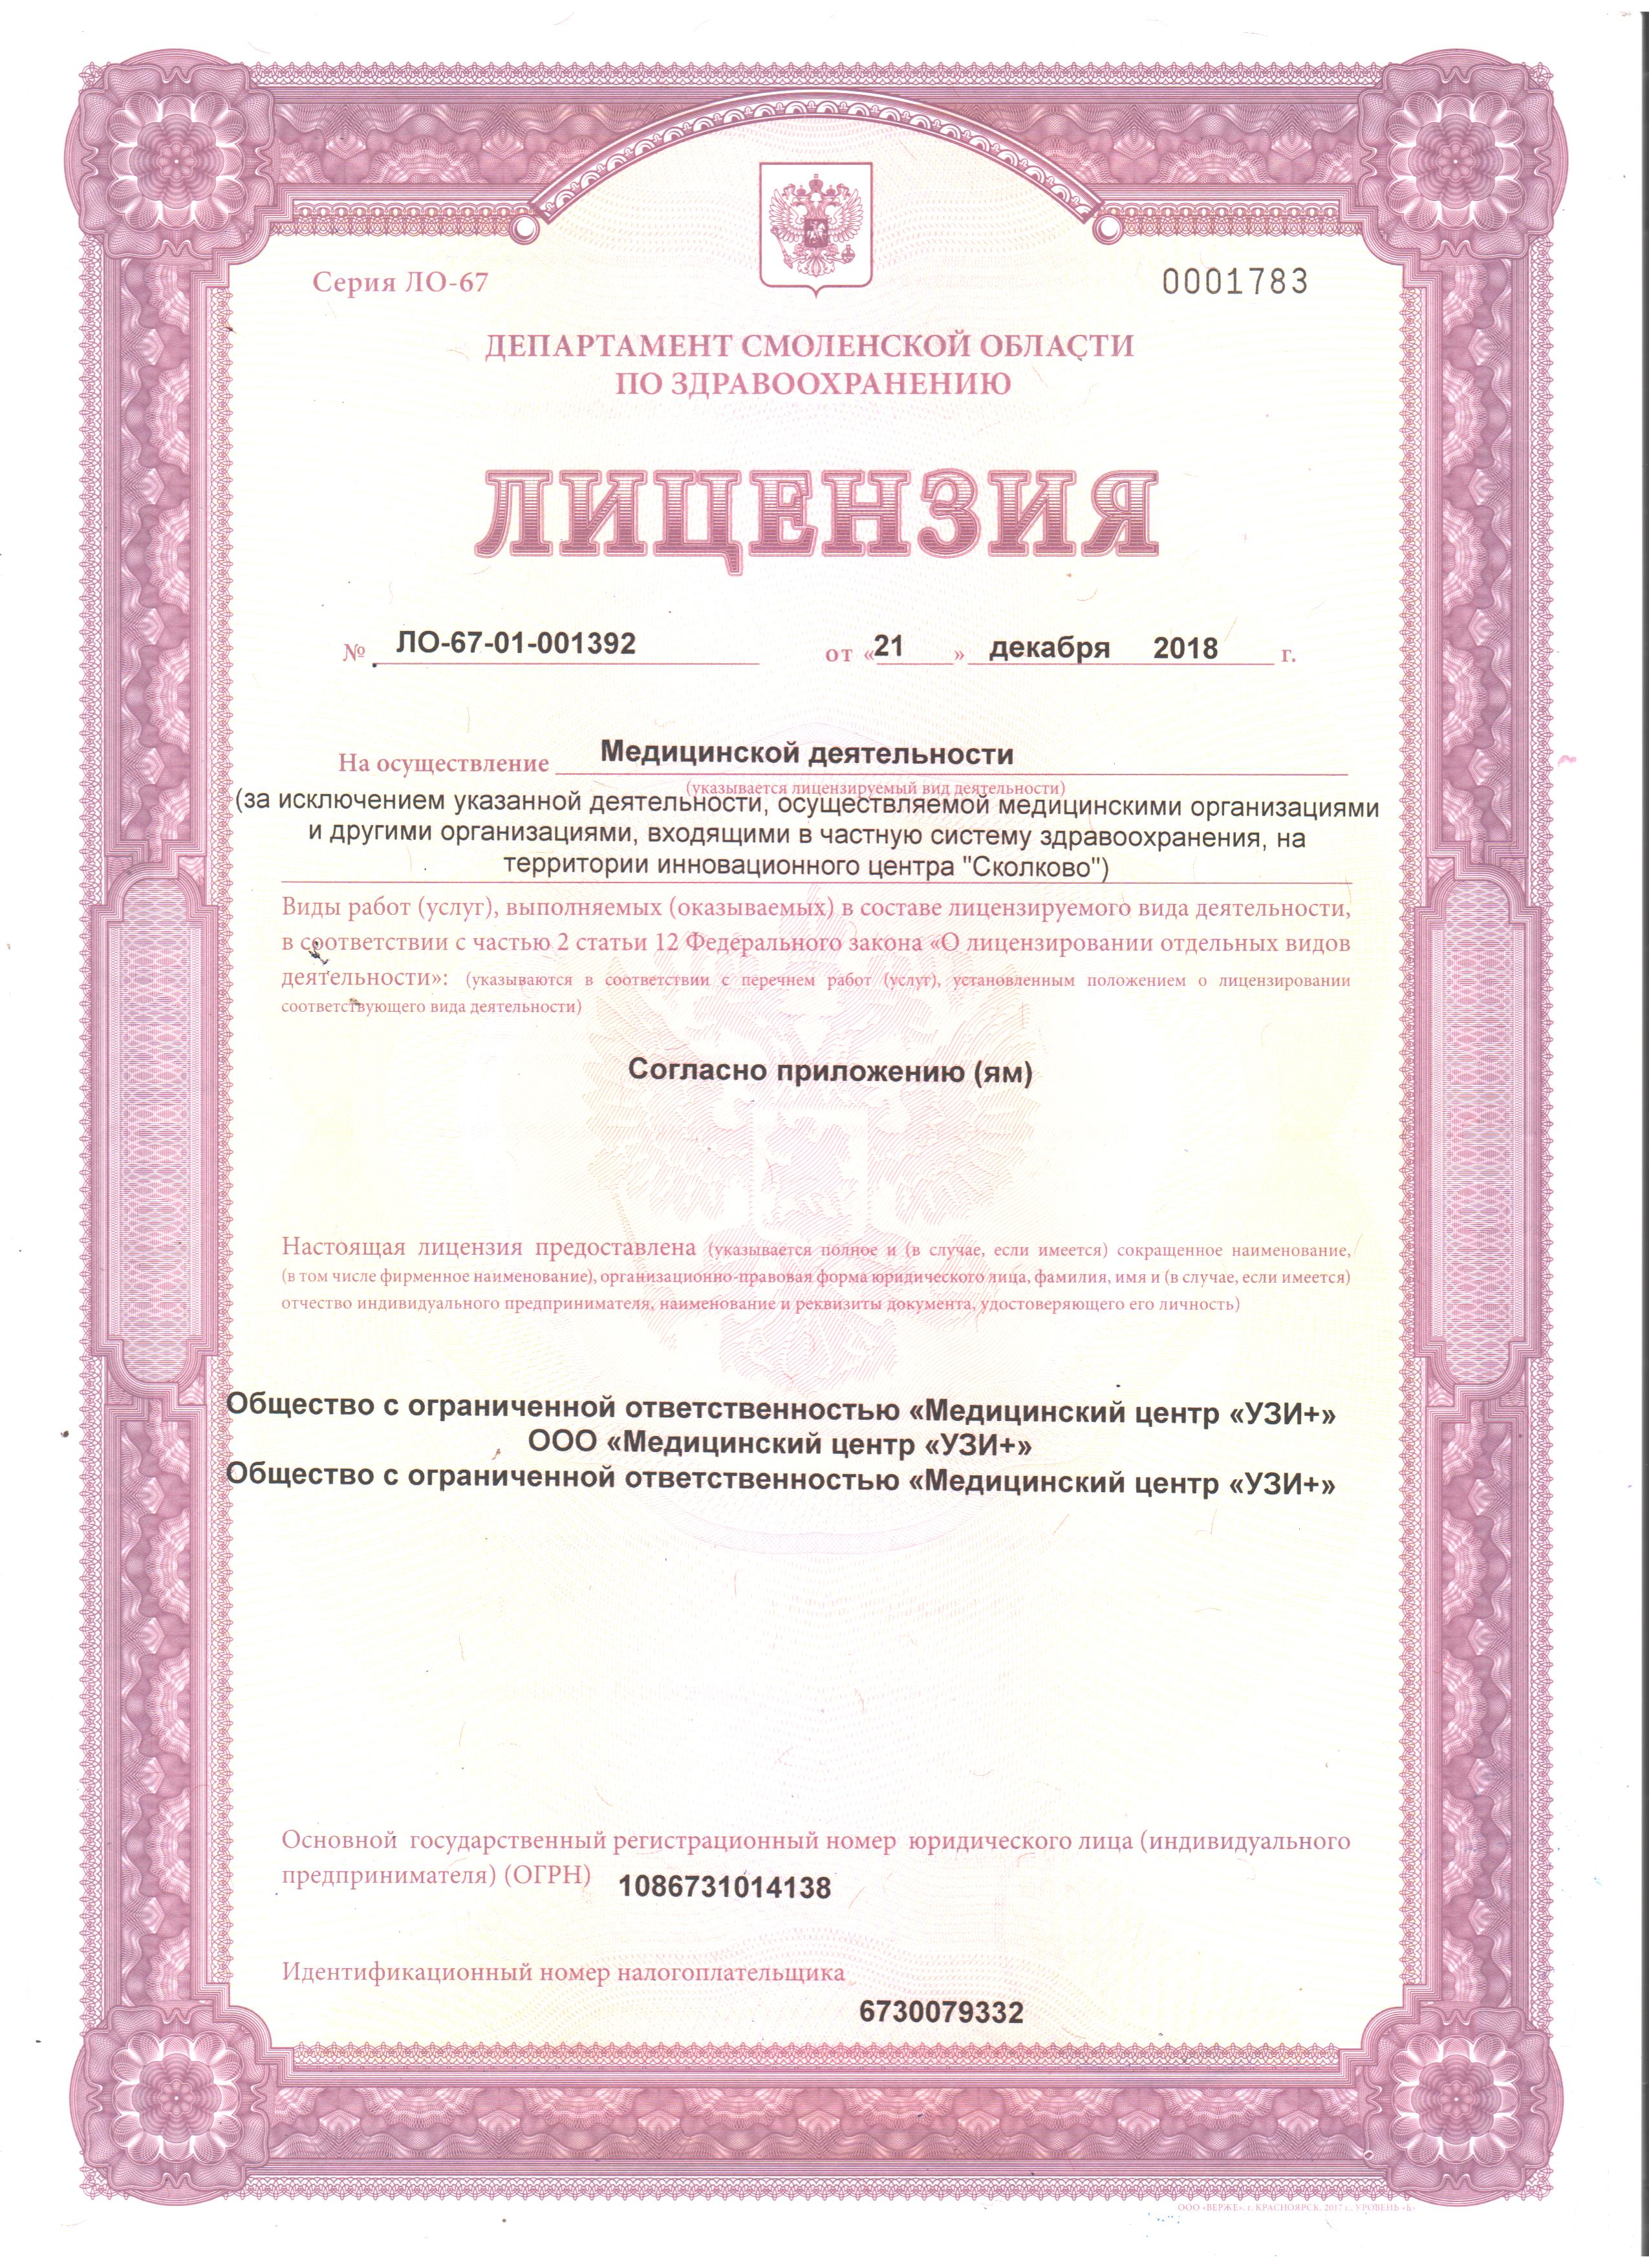 Серия ЛО-67
0001783
ДЕПАРТАМЕНТ СМОЛЕНСКОЙ ОБЛАСТИ
ПО ЗДРАВООХРАНЕНИЮ
ЛИЦЕНЗИЯ
№ ЛО-67-01-001392 от «21» декабря 2018 г.
На осуществление Медицинской деятельности
(указывается лицензируемый вид деятельности)
(за исключением указанной деятельности, осуществляемой медицинскими организациями
и другими организациями, входящими в частную систему здравоохранения, на
территории инновационного центра "Сколково")
Виды работ (услуг), выполняемых (оказываемых) в составе лицензируемого вида деятельности,
в соответствии с частью 2 статьи 12 Федерального закона «О лицензировании отдельных видов
деятельности»: (указываются в соответствии с перечнем работ (услуг), установленным положением о лицензировании
соответствующего вида деятельности)
Согласно приложению (ям)
Настоящая лицензия предоставлена (указывается полное и (в случае, если имеется) сокращенное наименование,
(в том числе фирменное наименование), организационно-правовая форма юридического лица, фамилия, имя и (в случае, если имеется)
отчество индивидуального предпринимателя, наименование и реквизиты документа, удостоверяющего его личность)
Общество с ограниченной ответственностью «Медицинский центр «УЗИ+»
ООО «Медицинский центр «УЗИ+»
Общество с ограниченной ответственностью «Медицинский центр «УЗИ+»
Основной государственный регистрационный номер юридического лица (индивидуального
предпринимателя) (ОГРН) 1086731014138
Идентификационный номер налогоплательщика
6730079332
ООО «ВЕРЖЕ», г. КРАСНОЯРСК, 2017 г., УРОВЕНЬ «Б»